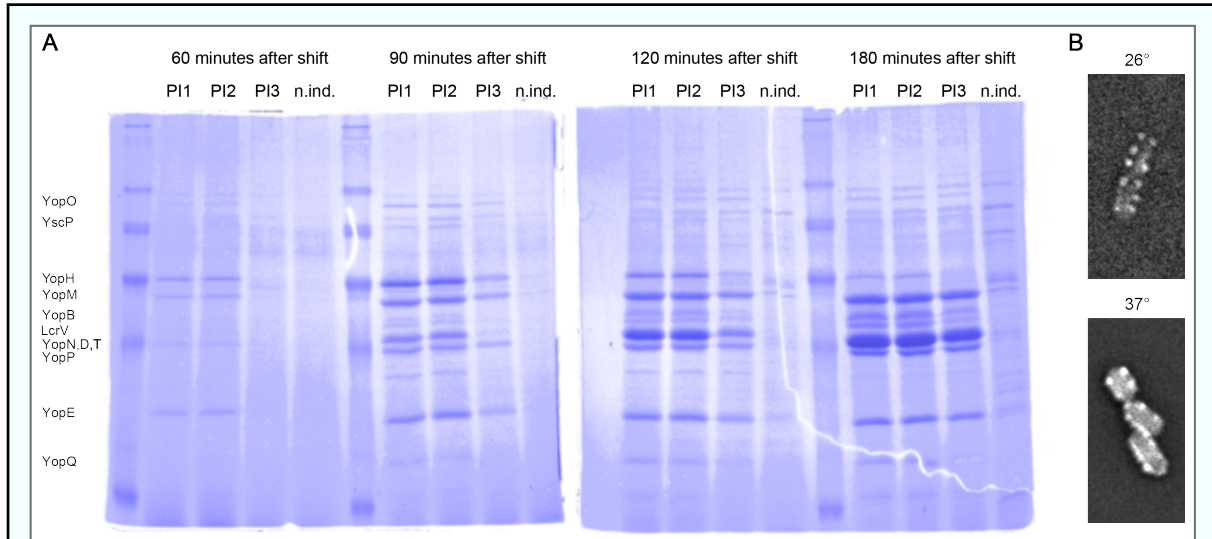 A
B
60 minutes after shift 90 minutes after shift 120 minutes after shift 180 minutes after shift
26°
PI1 PI2 PI3 n.ind. PI1 PI2 PI3 n.ind. PI1 PI2 PI3 n.ind. PI1 PI2 PI3 n.ind.
YopO
YscP
YopH
YopM
37°
YopB
LcrV
YopN,D,T
YopP
YopE
YopQ